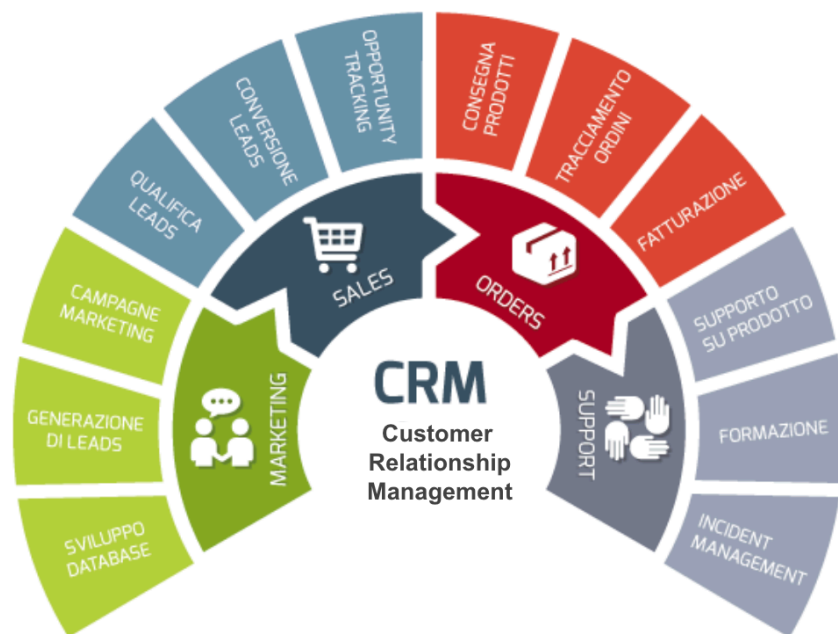 SVILUPPO
DATABASE
GENERAZIONE
DI LEADS
CAMPAGNE
MARKETING
QUALIFICA
LEADS
CONVERSIONE
LEADS
OPPORTUNITY
TRACKING
CONSEGNA
PRODOTTI
TRACCIAMENTO
ORDINI
FATTURAZIONE
SUPPORTO
SU PRODOTTO
FORMAZIONE
INCIDENT
MANAGEMENT
MARKETING
SALES
ORDERS
SUPPORT
CRM
Customer
Relationship
Management